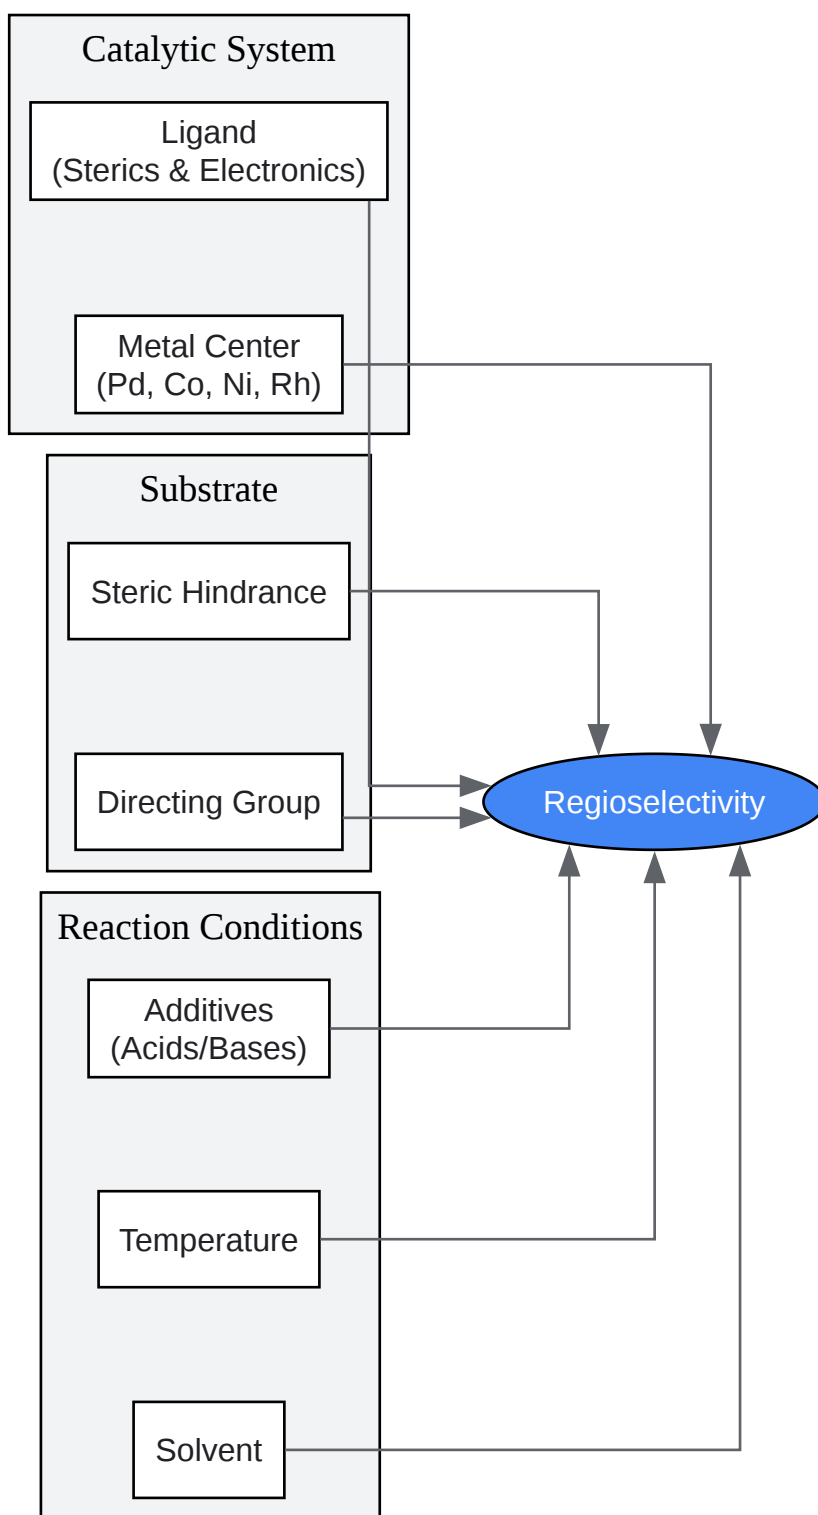 Catalytic System
Ligand
(Sterics & Electronics)
Metal Center
(Pd, Co, Ni, Rh)
Substrate
Steric Hindrance
Directing Group
Regioselectivity
Reaction Conditions
Additives
(Acids/Bases)
Temperature
Solvent